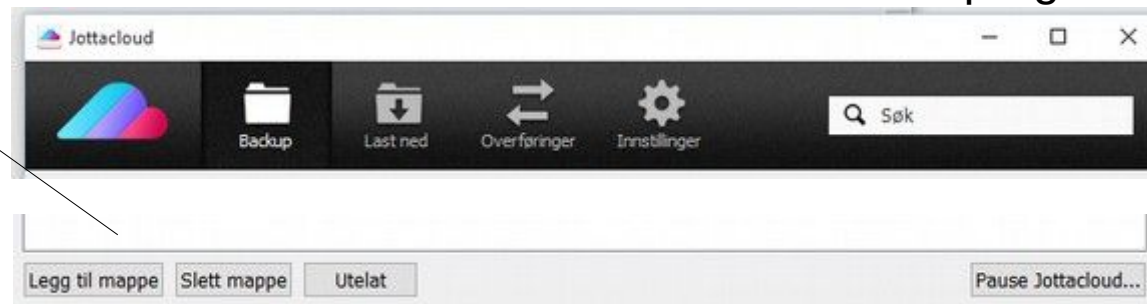 Jottacloud
Backup Last ned Overføringer Innstillinger Søk
Legg til mappe Slett mappe Utelat Pause Jottacloud...